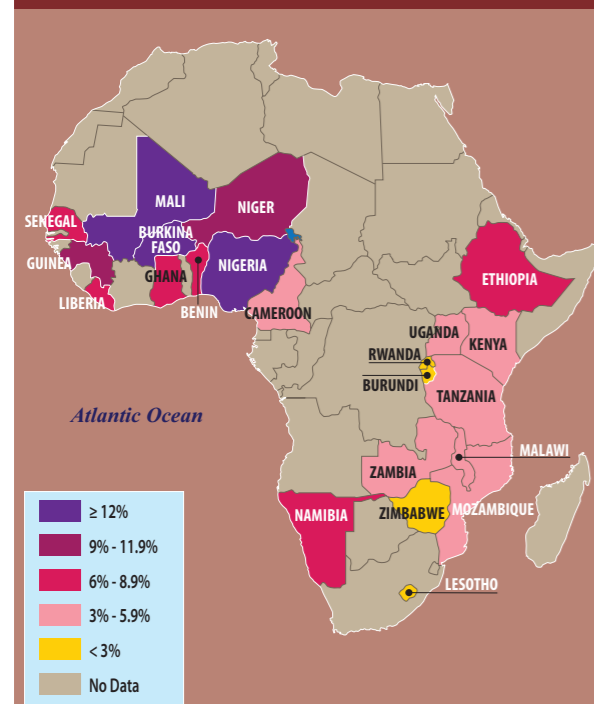 MALI
NIGER
SENEGAL
BURKINA
FASO
NIGERIA
GUINEA
GHANA
ETHIOPIA
LIBERIA
BENIN
CAMEROON
UGANDA
KENYA
RWANDA
BURUNDI
TANZANIA
Atlantic Ocean
MALAWI
ZAMBIA
NAMIBIA
ZIMBABWE
MOZAMBIQUE
LESOTHO
≥ 12%
9% - 11.9%
6% - 8.9%
3% - 5.9%
< 3%
No Data